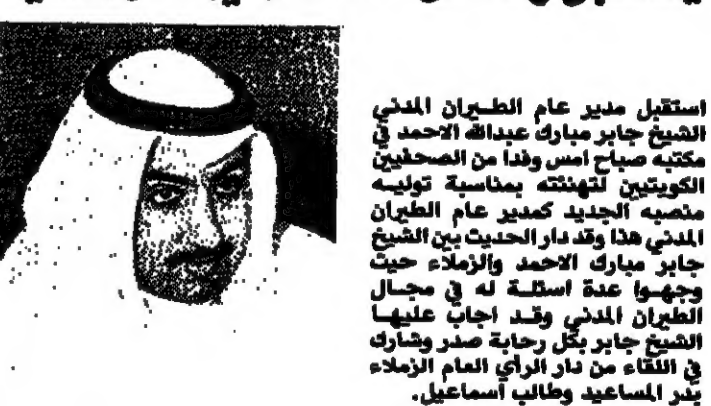 استقبل مدير عام الطيران المدني
الشيخ جابر مبارك عبدالله الاحمد في
مكتبه صباح امس وفدا من الصحفيين
الكويتيين لتهنئته بمناسبة توليه
منصبه الجديد كمدير عام الطيران
المدني هذا وقد دار الحديث بين الشيخ
جابر مبارك الاحمد والزملاء حيث
وجهوا عدة اسئلة له في مجال
الطيران المدني وقد اجاب عليها
الشيخ جابر بكل رحابة صدر وشارك
في اللقاء من دار الرأي العام الزملاء
بدر المساعيد وطالب اسماعيل.